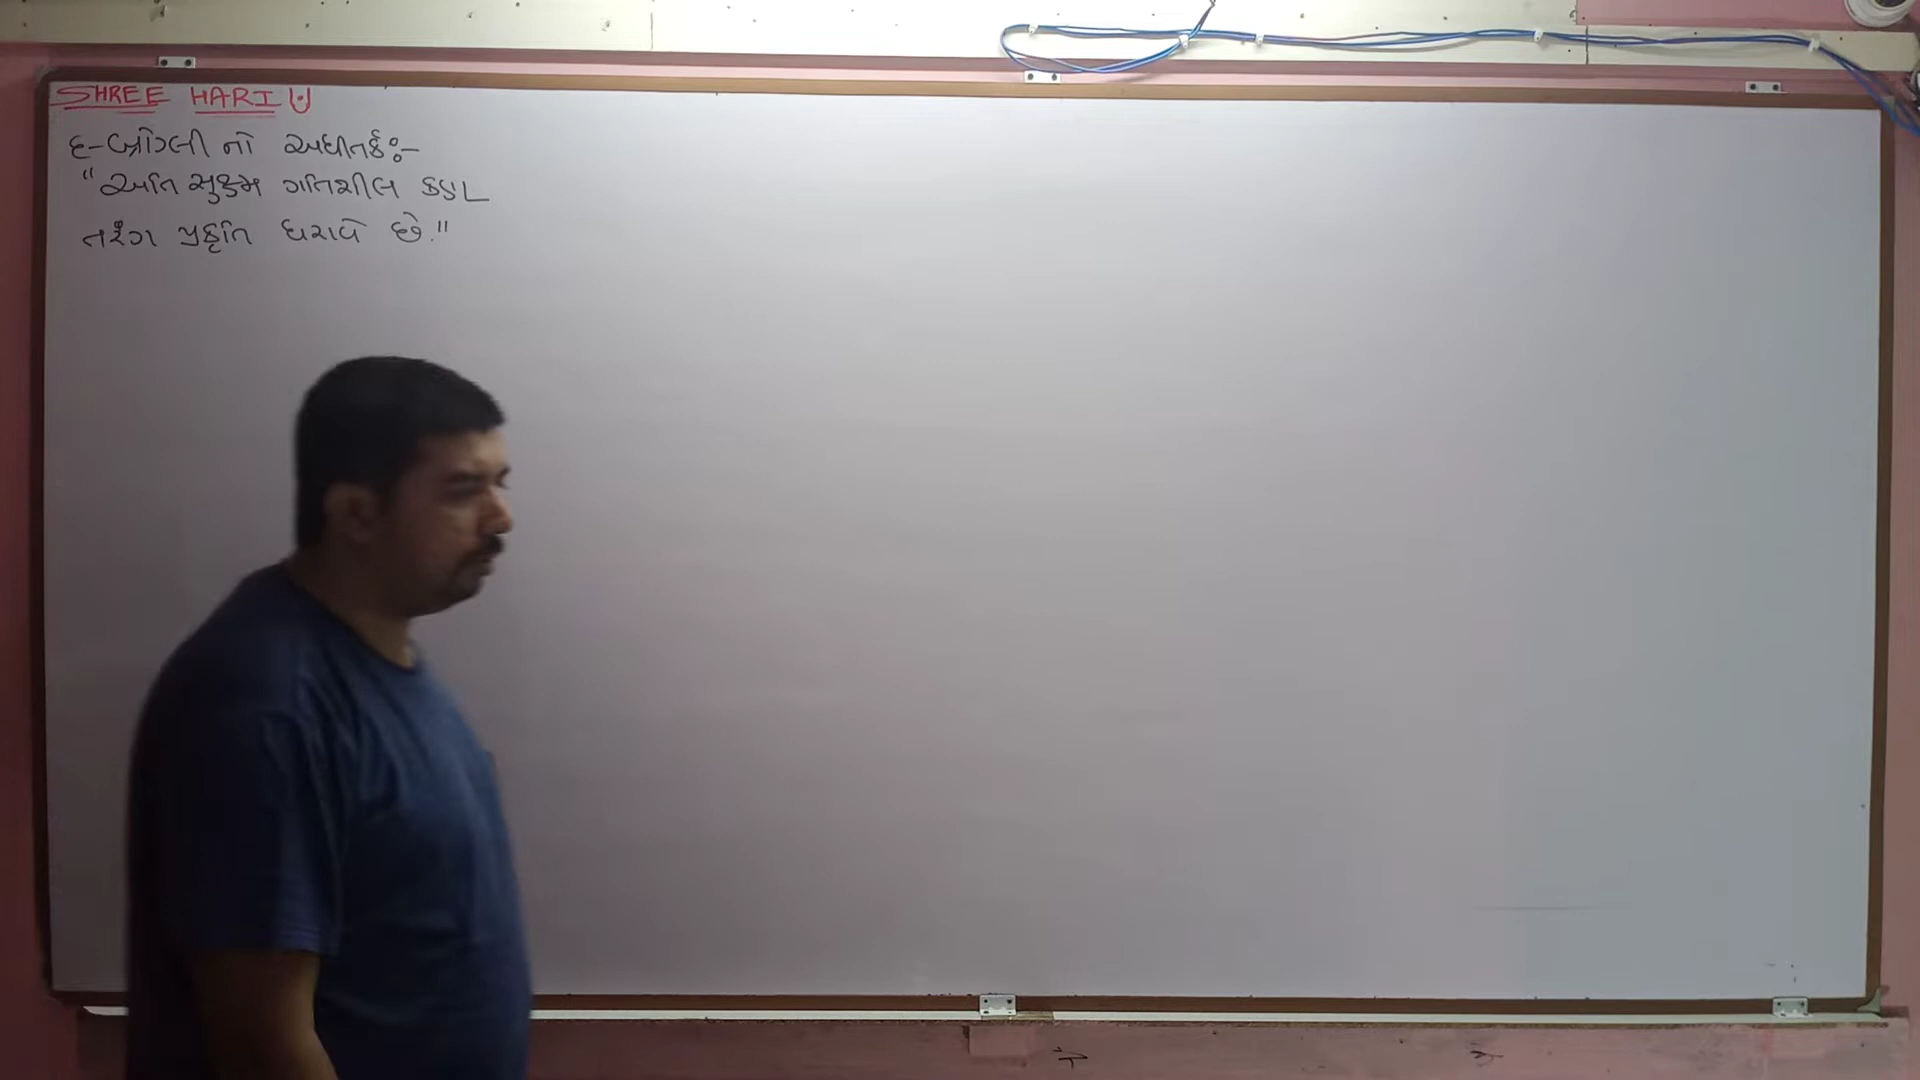 SHREE HARI
દ-બ્રોગ્લી નો અધીતર્ક:-
"અતિ સુક્ષ્મ ગતિશીલ કણ
તરંગ પ્રકૃતિ ધરાવે છે."